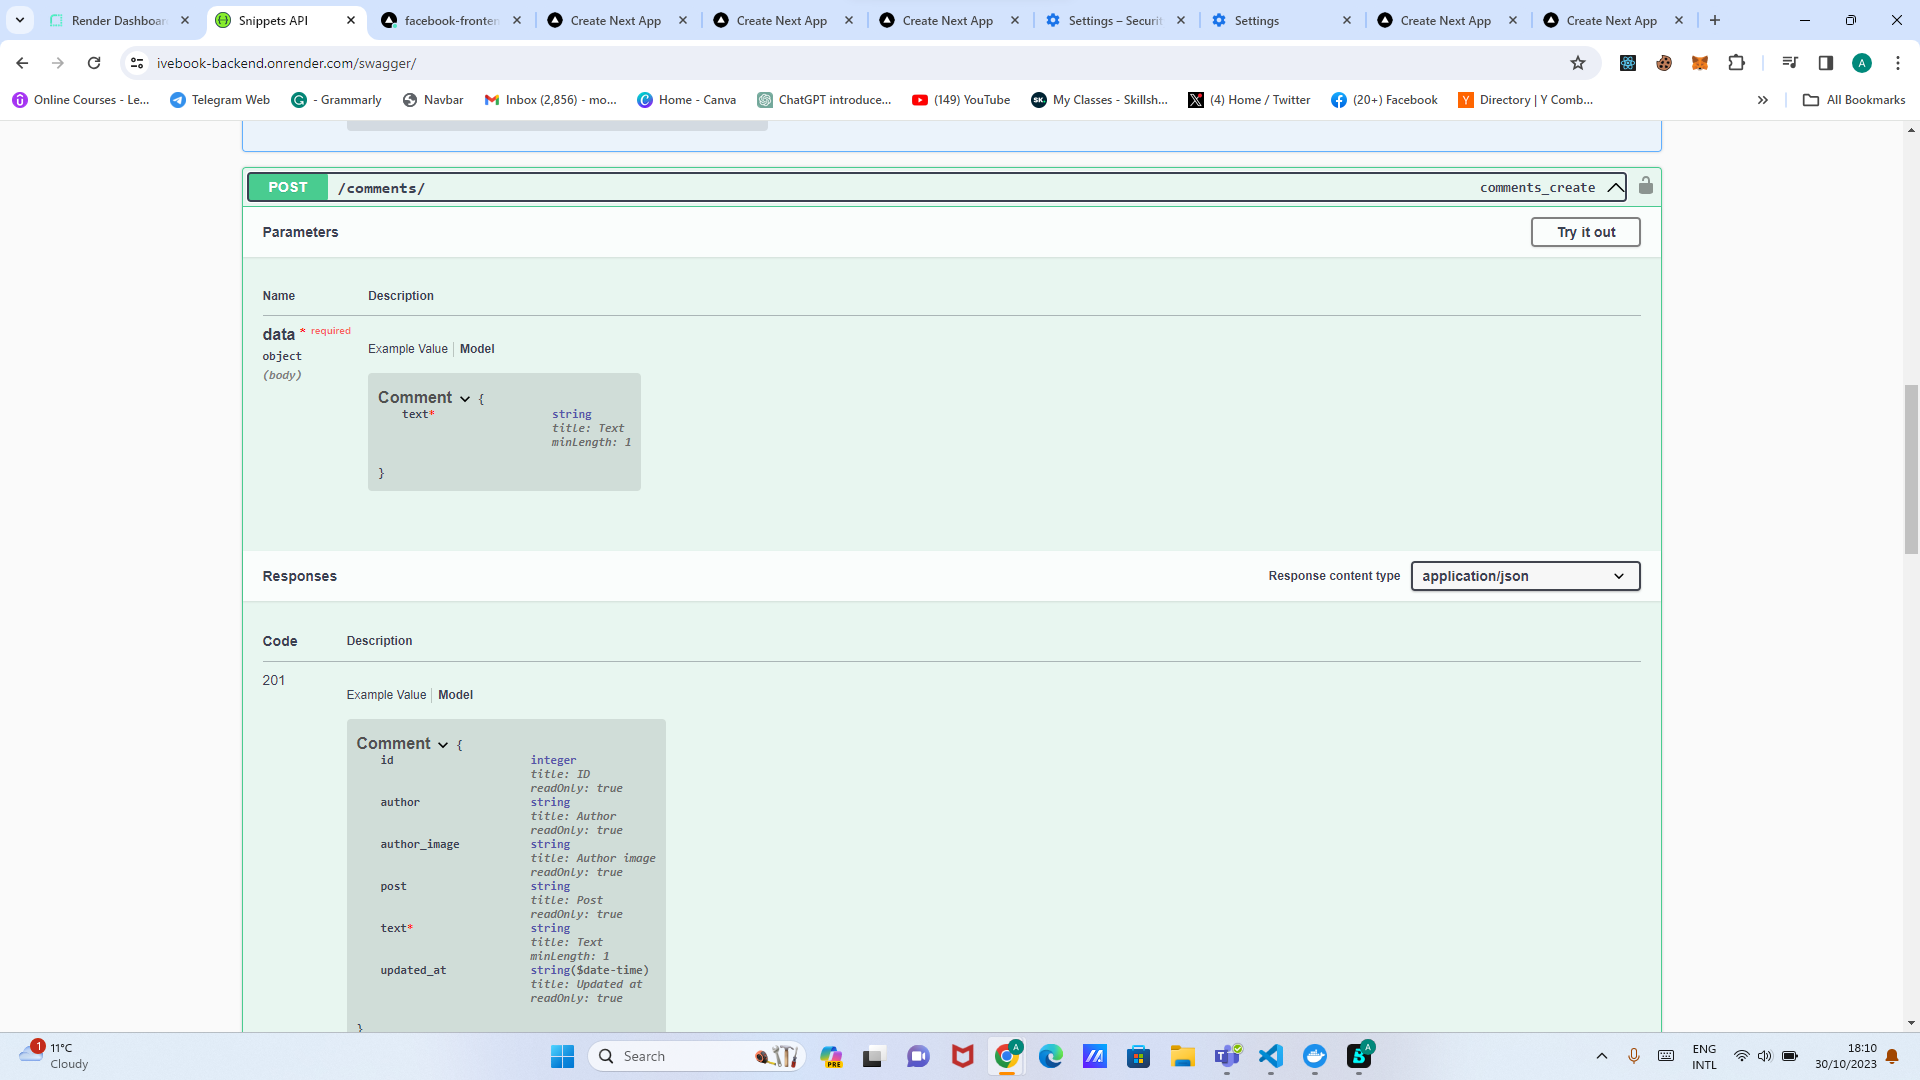 Render Dashboar
Snippets API
facebook-fronten
Create Next App
Create Next App
Create Next App
Settings – Securit
Settings
Create Next App
Create Next App
ivebook-backend.onrender.com/swagger/
A
Online Courses - Le...
Telegram Web
- Grammarly
Navbar
Inbox (2,856) - mo...
Home - Canva
ChatGPT introduce...
(149) YouTube
SK.
My Classes - Skillsh...
(4) Home / Twitter
(20+) Facebook
Y
Directory | Y Comb...
All Bookmarks
POST /comments/ comments_create
Parameters Try it out
Name Description
data * required
object
(body)
Example Value Model
Comment {
text* string
title: Text
minLength: 1
}
Responses Response content type application/json
Code Description
201
Example Value Model
Comment {
id integer
title: ID
readOnly: true
author string
title: Author
readOnly: true
author_image string
title: Author image
readOnly: true
post string
title: Post
readOnly: true
text* string
title: Text
minLength: 1
updated_at string($date-time)
title: Updated at
readOnly: true
}
1
11°C
Cloudy
Search
PRE
A
A
ENG
INTL
18:10
30/10/2023